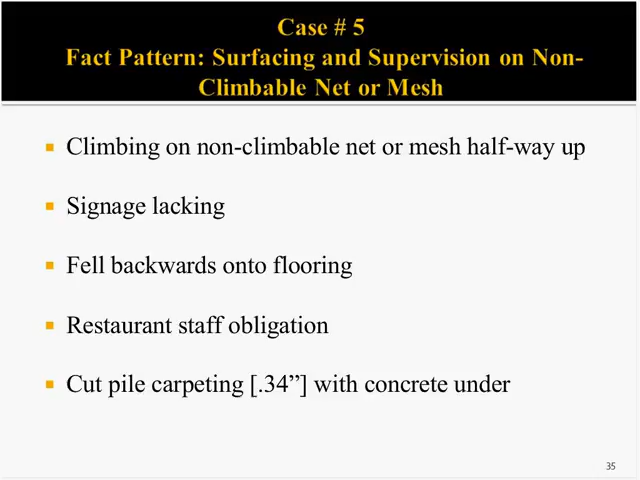 Case # 5
Fact Pattern: Surfacing and Supervision on Non-
Climbable Net or Mesh
Climbing on non-climbable net or mesh half-way up
Signage lacking
Fell backwards onto flooring
Restaurant staff obligation
Cut pile carpeting [.34”] with concrete under
35